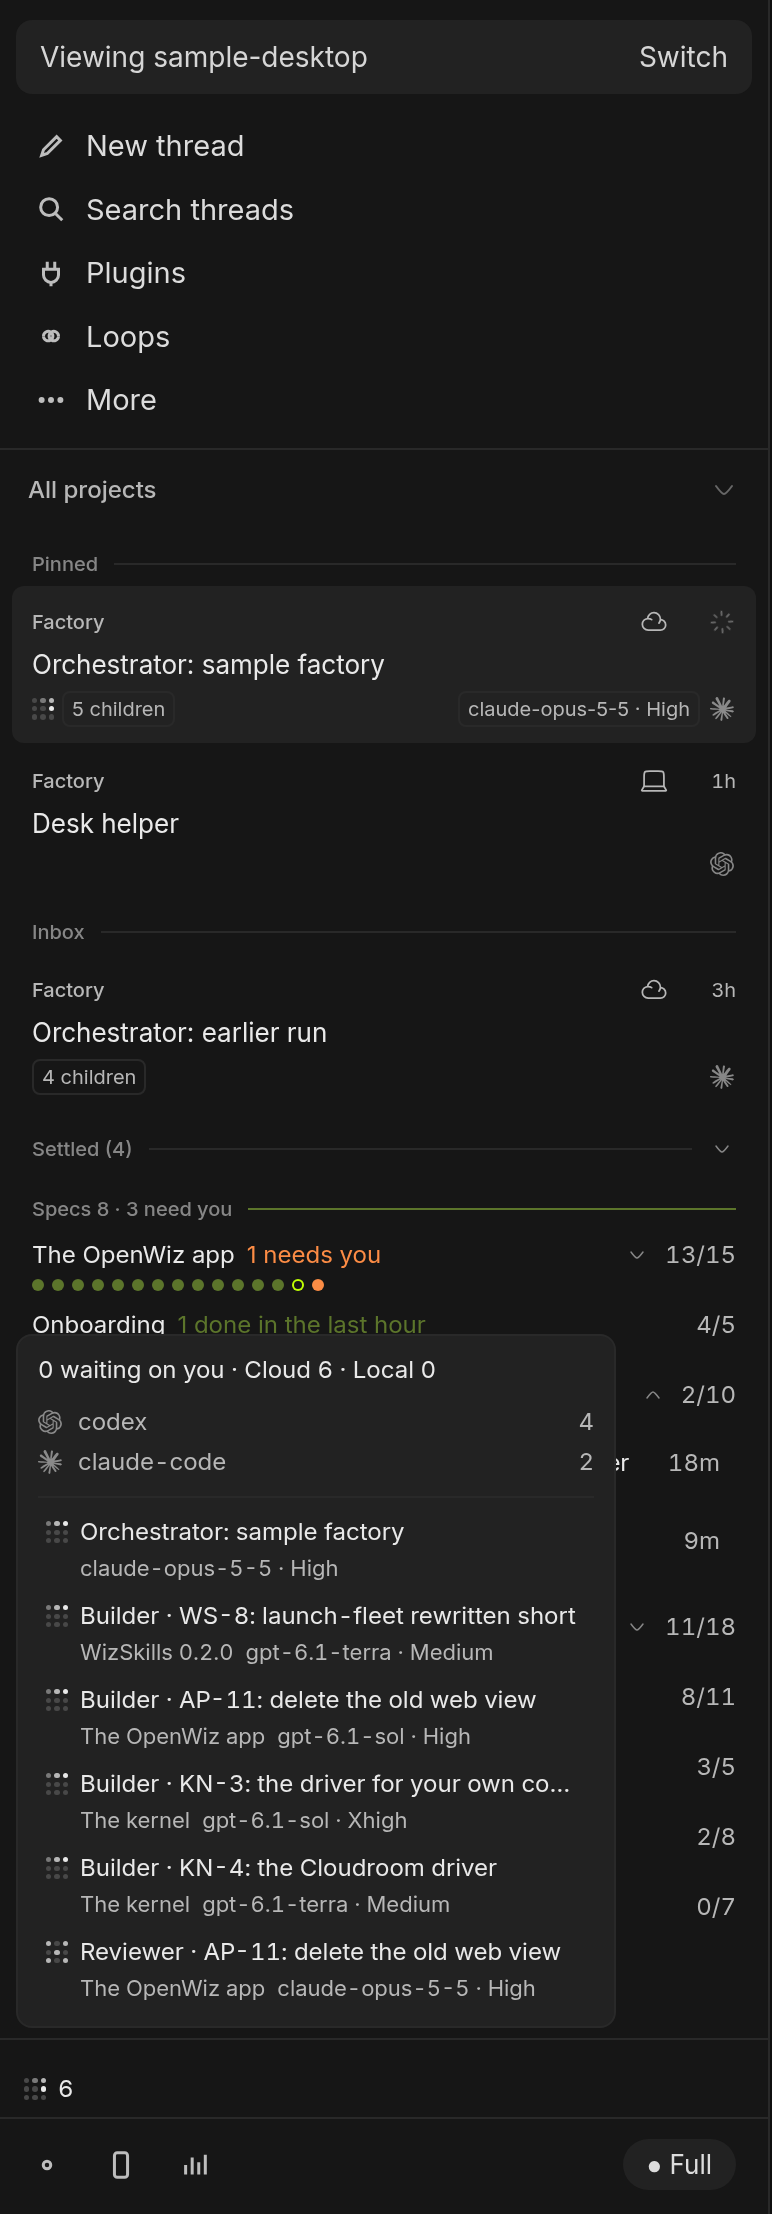 Viewing sample-desktop Switch
New thread
Search threads
Plugins
Loops
More
All projects
Pinned
Factory
Orchestrator: sample factory
5 children claude-opus-5-5 · High
Factory 1h
Desk helper
Inbox
Factory 3h
Orchestrator: earlier run
4 children
Settled (4)
Specs 8 · 3 need you
The OpenWiz app 1 needs you 13/15
Onboarding 1 done in the last hour 4/5
0 waiting on you · Cloud 6 · Local 0
2/10
codex 4
claude-code 2
18m
Orchestrator: sample factory
9m
claude-opus-5-5 · High
Builder · WS-8: launch-fleet rewritten short
11/18
WizSkills 0.2.0 gpt-6.1-terra · Medium
Builder · AP-11: delete the old web view
8/11
The OpenWiz app gpt-6.1-sol · High
3/5
Builder · KN-3: the driver for your own co...
The kernel gpt-6.1-sol · Xhigh
2/8
Builder · KN-4: the Cloudroom driver
The kernel gpt-6.1-terra · Medium
0/7
Reviewer · AP-11: delete the old web view
The OpenWiz app claude-opus-5-5 · High
6
Full